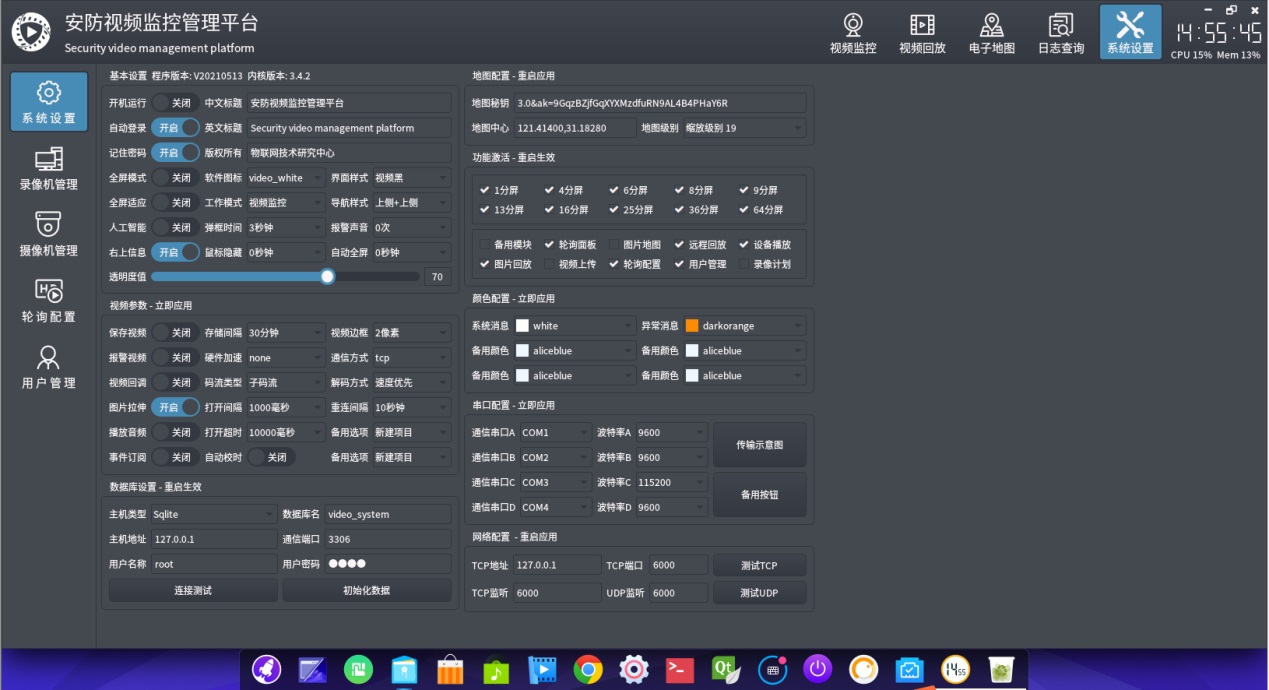 安防视频监控管理平台
Security video management platform
视频监控 视频回放 电子地图 日志查询 系统设置
14:55:45
CPU 15% Mem 13%
系统设置
录像机管理
摄像机管理
轮询配置
用户管理
基本设置 程序版本: V20210513 内核版本: 3.4.2
开机运行 关闭 中文标题 安防视频监控管理平台
自动登录 开启 英文标题 Security video management platform
记住密码 开启 版权所有 物联网技术研究中心
全屏模式 关闭 软件图标 video_white 界面样式 视频黑
全屏适应 关闭 工作模式 视频监控 导航样式 上侧+上侧
人工智能 关闭 弹框时间 3秒钟 报警声音 0次
右上信息 开启 鼠标隐藏 0秒钟 自动全屏 0秒钟
透明度值 70
视频参数 - 立即应用
保存视频 关闭 存储间隔 30分钟 视频边框 2像素
报警视频 关闭 硬件加速 none 通信方式 tcp
视频回调 关闭 码流类型 子码流 解码方式 速度优先
图片拉伸 开启 打开间隔 1000毫秒 重连间隔 10秒钟
播放音频 关闭 打开超时 10000毫秒 备用选项 新建项目
事件订阅 关闭 自动校时 关闭 备用选项 新建项目
数据库设置 - 重启生效
主机类型 Sqlite 数据库名 video_system
主机地址 127.0.0.1 通信端口 3306
用户名称 root 用户密码 ●●●●
连接测试 初始化数据
地图配置 - 重启应用
地图秘钥 3.0&ak=9GqzBZJfGqXYXMzdfuRN9AL4B4PHaY6R
地图中心 121.41400,31.18280 地图级别 缩放级别 19
功能激活 - 重启生效
1分屏 4分屏 6分屏 8分屏 9分屏
13分屏 16分屏 25分屏 36分屏 64分屏
备用模块 轮询面板 图片地图 远程回放 设备播放
图片回放 视频上传 轮询配置 用户管理 录像计划
颜色配置 - 立即应用
系统消息 white 异常消息 darkorange
备用颜色 aliceblue 备用颜色 aliceblue
备用颜色 aliceblue 备用颜色 aliceblue
串口配置 - 立即应用
通信串口A COM1 波特率A 9600 传输示意图
通信串口B COM2 波特率B 9600
通信串口C COM3 波特率C 115200 备用按钮
通信串口D COM4 波特率D 9600
网络配置 - 重启应用
TCP地址 127.0.0.1 TCP端口 6000 测试TCP
TCP监听 6000 UDP监听 6000 测试UDP
Qt
14 55